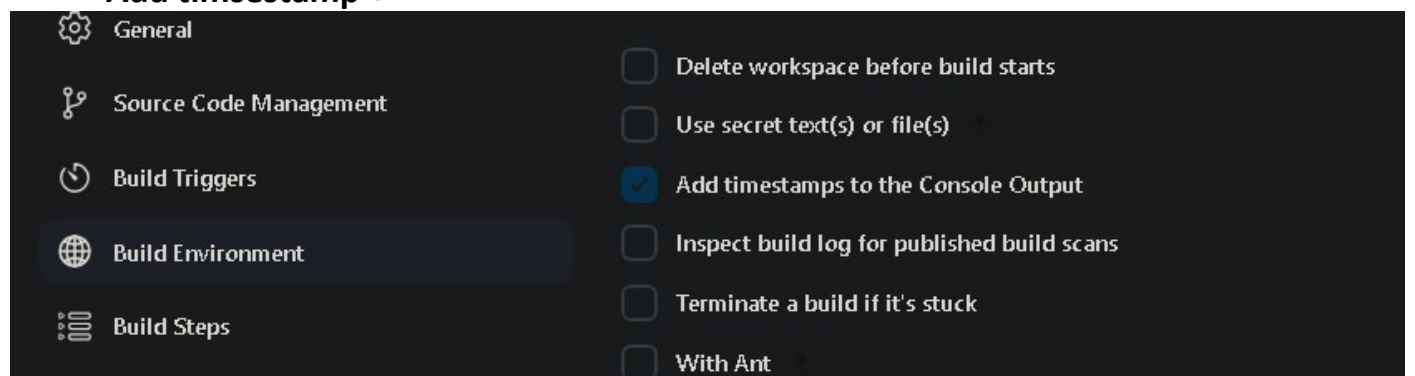 General
Source Code Management
Build Triggers
Build Environment
Build Steps
Delete workspace before build starts
Use secret text(s) or file(s) ?
Add timestamps to the Console Output
Inspect build log for published build scans
Terminate a build if it's stuck
With Ant ?